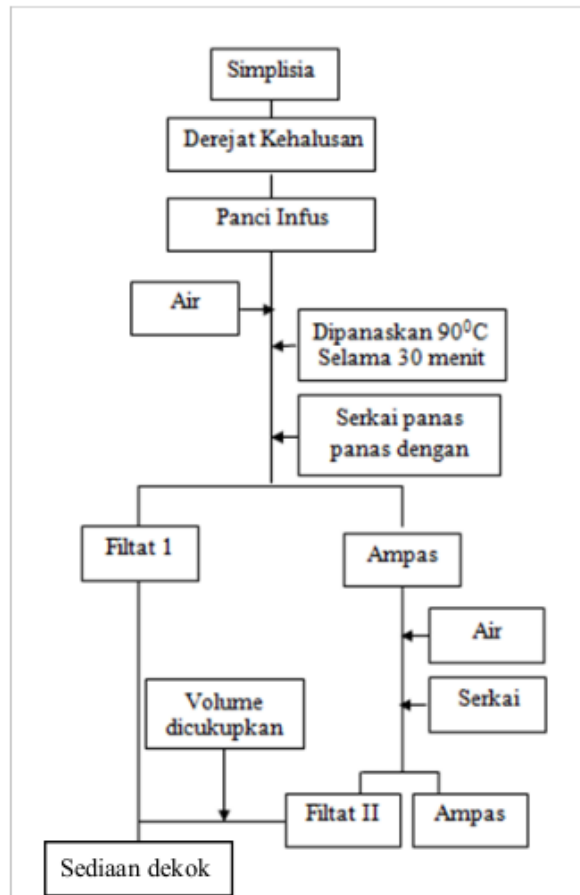 Simplisia
Derejat Kehalusan
Panci Infus
Air
Dipanaskan 90⁰C
Selama 30 menit
Serkai panas
panas dengan
Filtat 1
Ampas
Air
Serkai
Volume
dicukupkan
Filtat II
Ampas
Sediaan dekok